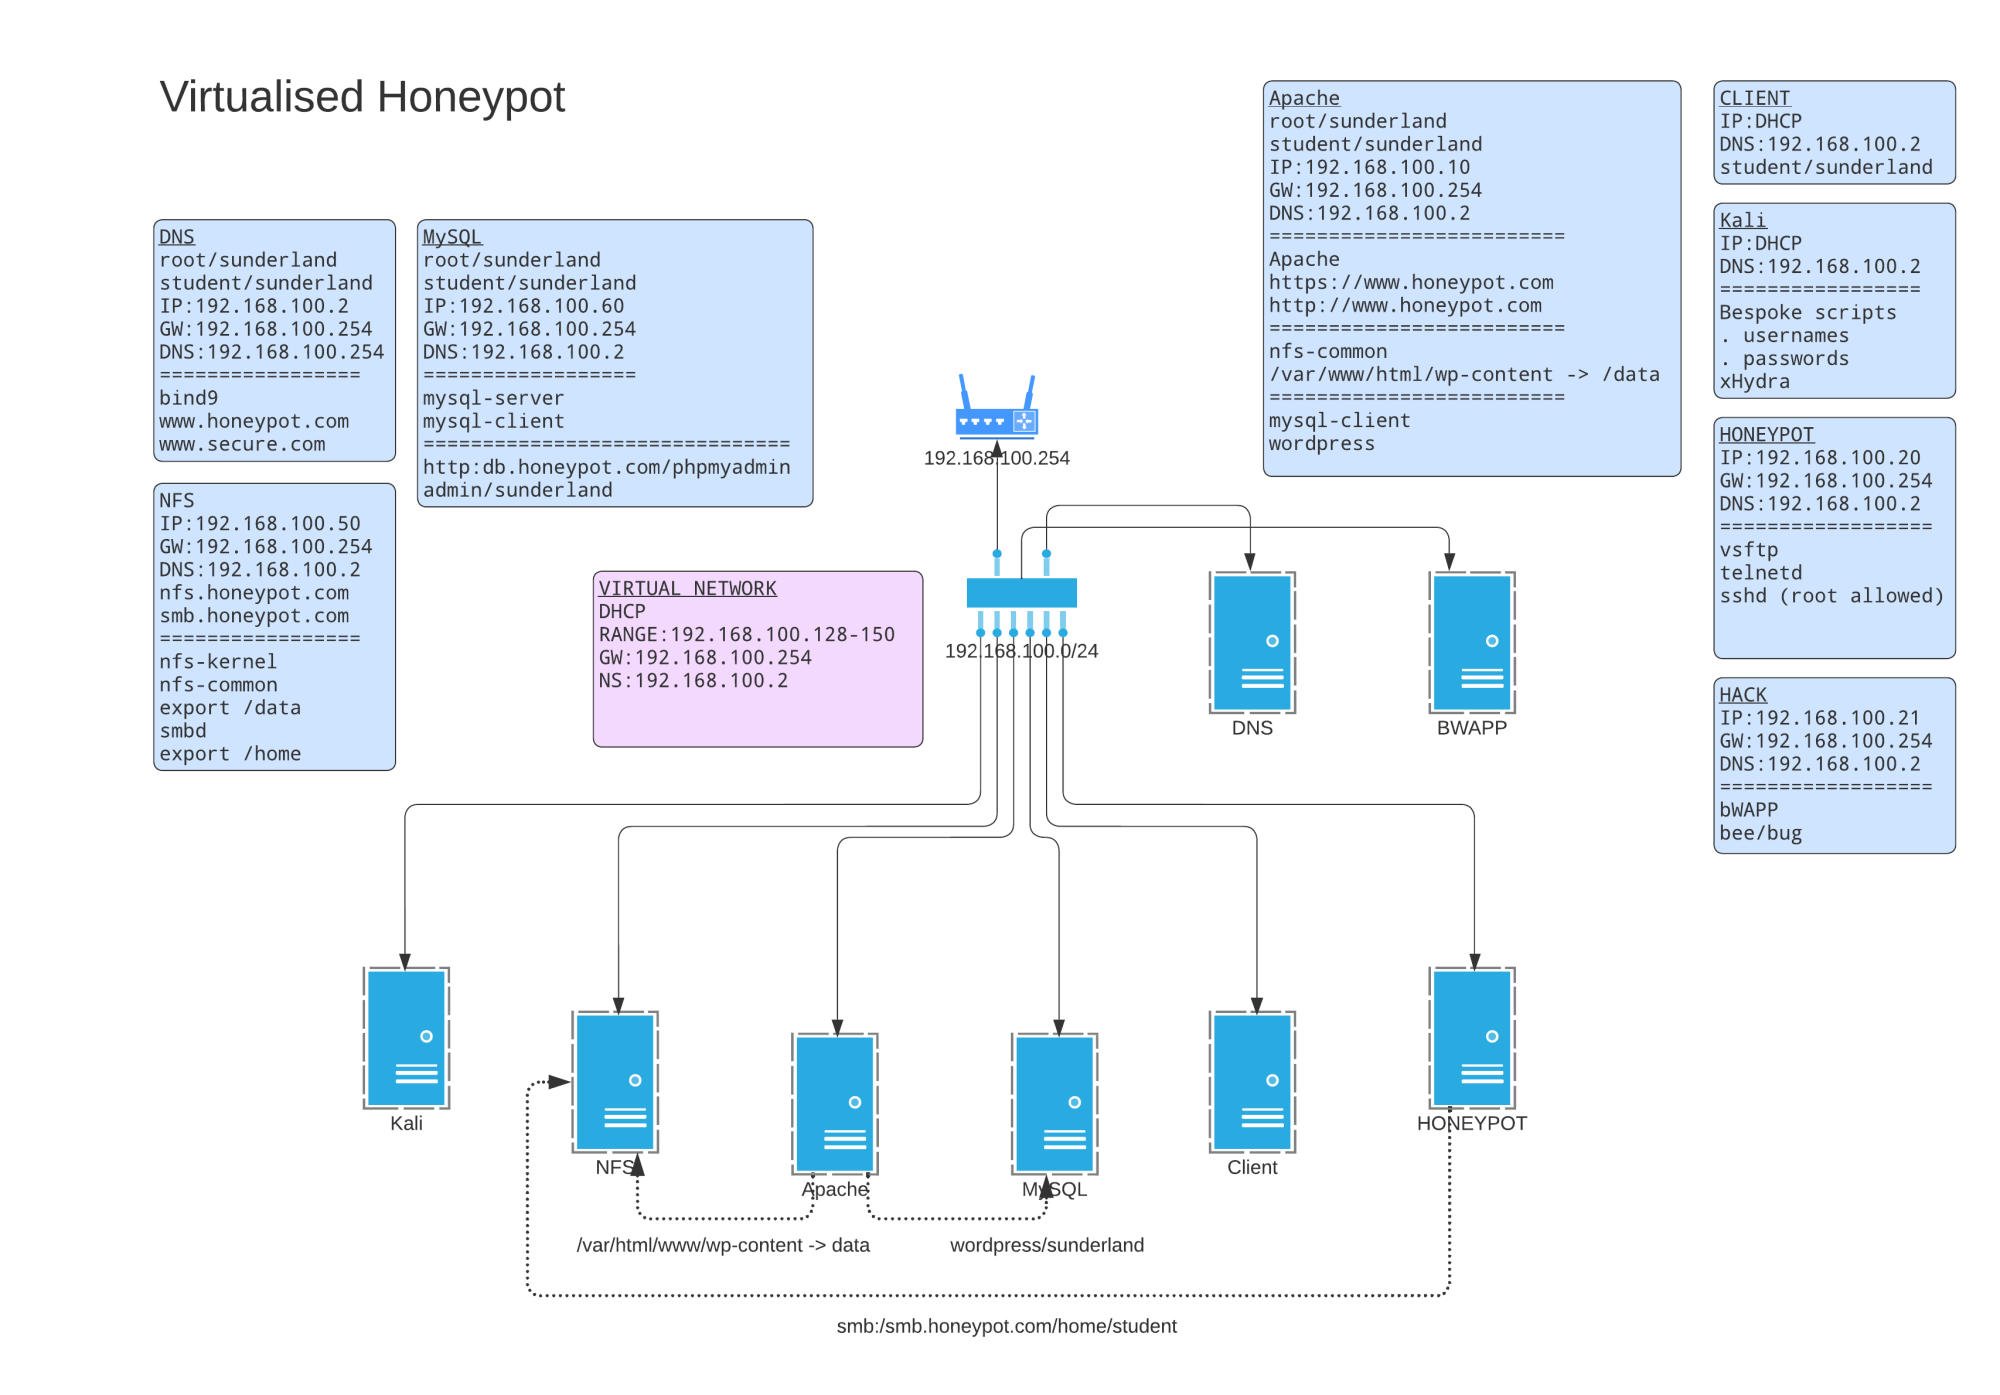 Virtualised Honeypot
DNS
root/sunderland
student/sunderland
IP:192.168.100.2
GW:192.168.100.254
DNS:192.168.100.254
=================
bind9
www.honeypot.com
www.secure.com
MySQL
root/sunderland
student/sunderland
IP:192.168.100.60
GW:192.168.100.254
DNS:192.168.100.2
==================
mysql-server
mysql-client
===============================
http:db.honeypot.com/phpmyadmin
admin/sunderland
NFS
IP:192.168.100.50
GW:192.168.100.254
DNS:192.168.100.2
nfs.honeypot.com
smb.honeypot.com
=================
nfs-kernel
nfs-common
export /data
smbd
export /home
VIRTUAL NETWORK
DHCP
RANGE:192.168.100.128-150
GW:192.168.100.254
NS:192.168.100.2
192.168.100.254
192.168.100.0/24
Apache
root/sunderland
student/sunderland
IP:192.168.100.10
GW:192.168.100.254
DNS:192.168.100.2
=========================
Apache
https://www.honeypot.com
http://www.honeypot.com
=========================
nfs-common
/var/www/html/wp-content -> /data
=========================
mysql-client
wordpress
CLIENT
IP:DHCP
DNS:192.168.100.2
student/sunderland
Kali
IP:DHCP
DNS:192.168.100.2
=================
Bespoke scripts
. usernames
. passwords
xHydra
HONEYPOT
IP:192.168.100.20
GW:192.168.100.254
DNS:192.168.100.2
==================
vsftp
telnetd
sshd (root allowed)
HACK
IP:192.168.100.21
GW:192.168.100.254
DNS:192.168.100.2
==================
bWAPP
bee/bug
DNS
BWAPP
Kali
NFS
Apache
MySQL
Client
HONEYPOT
/var/html/www/wp-content -> data
wordpress/sunderland
smb:/smb.honeypot.com/home/student